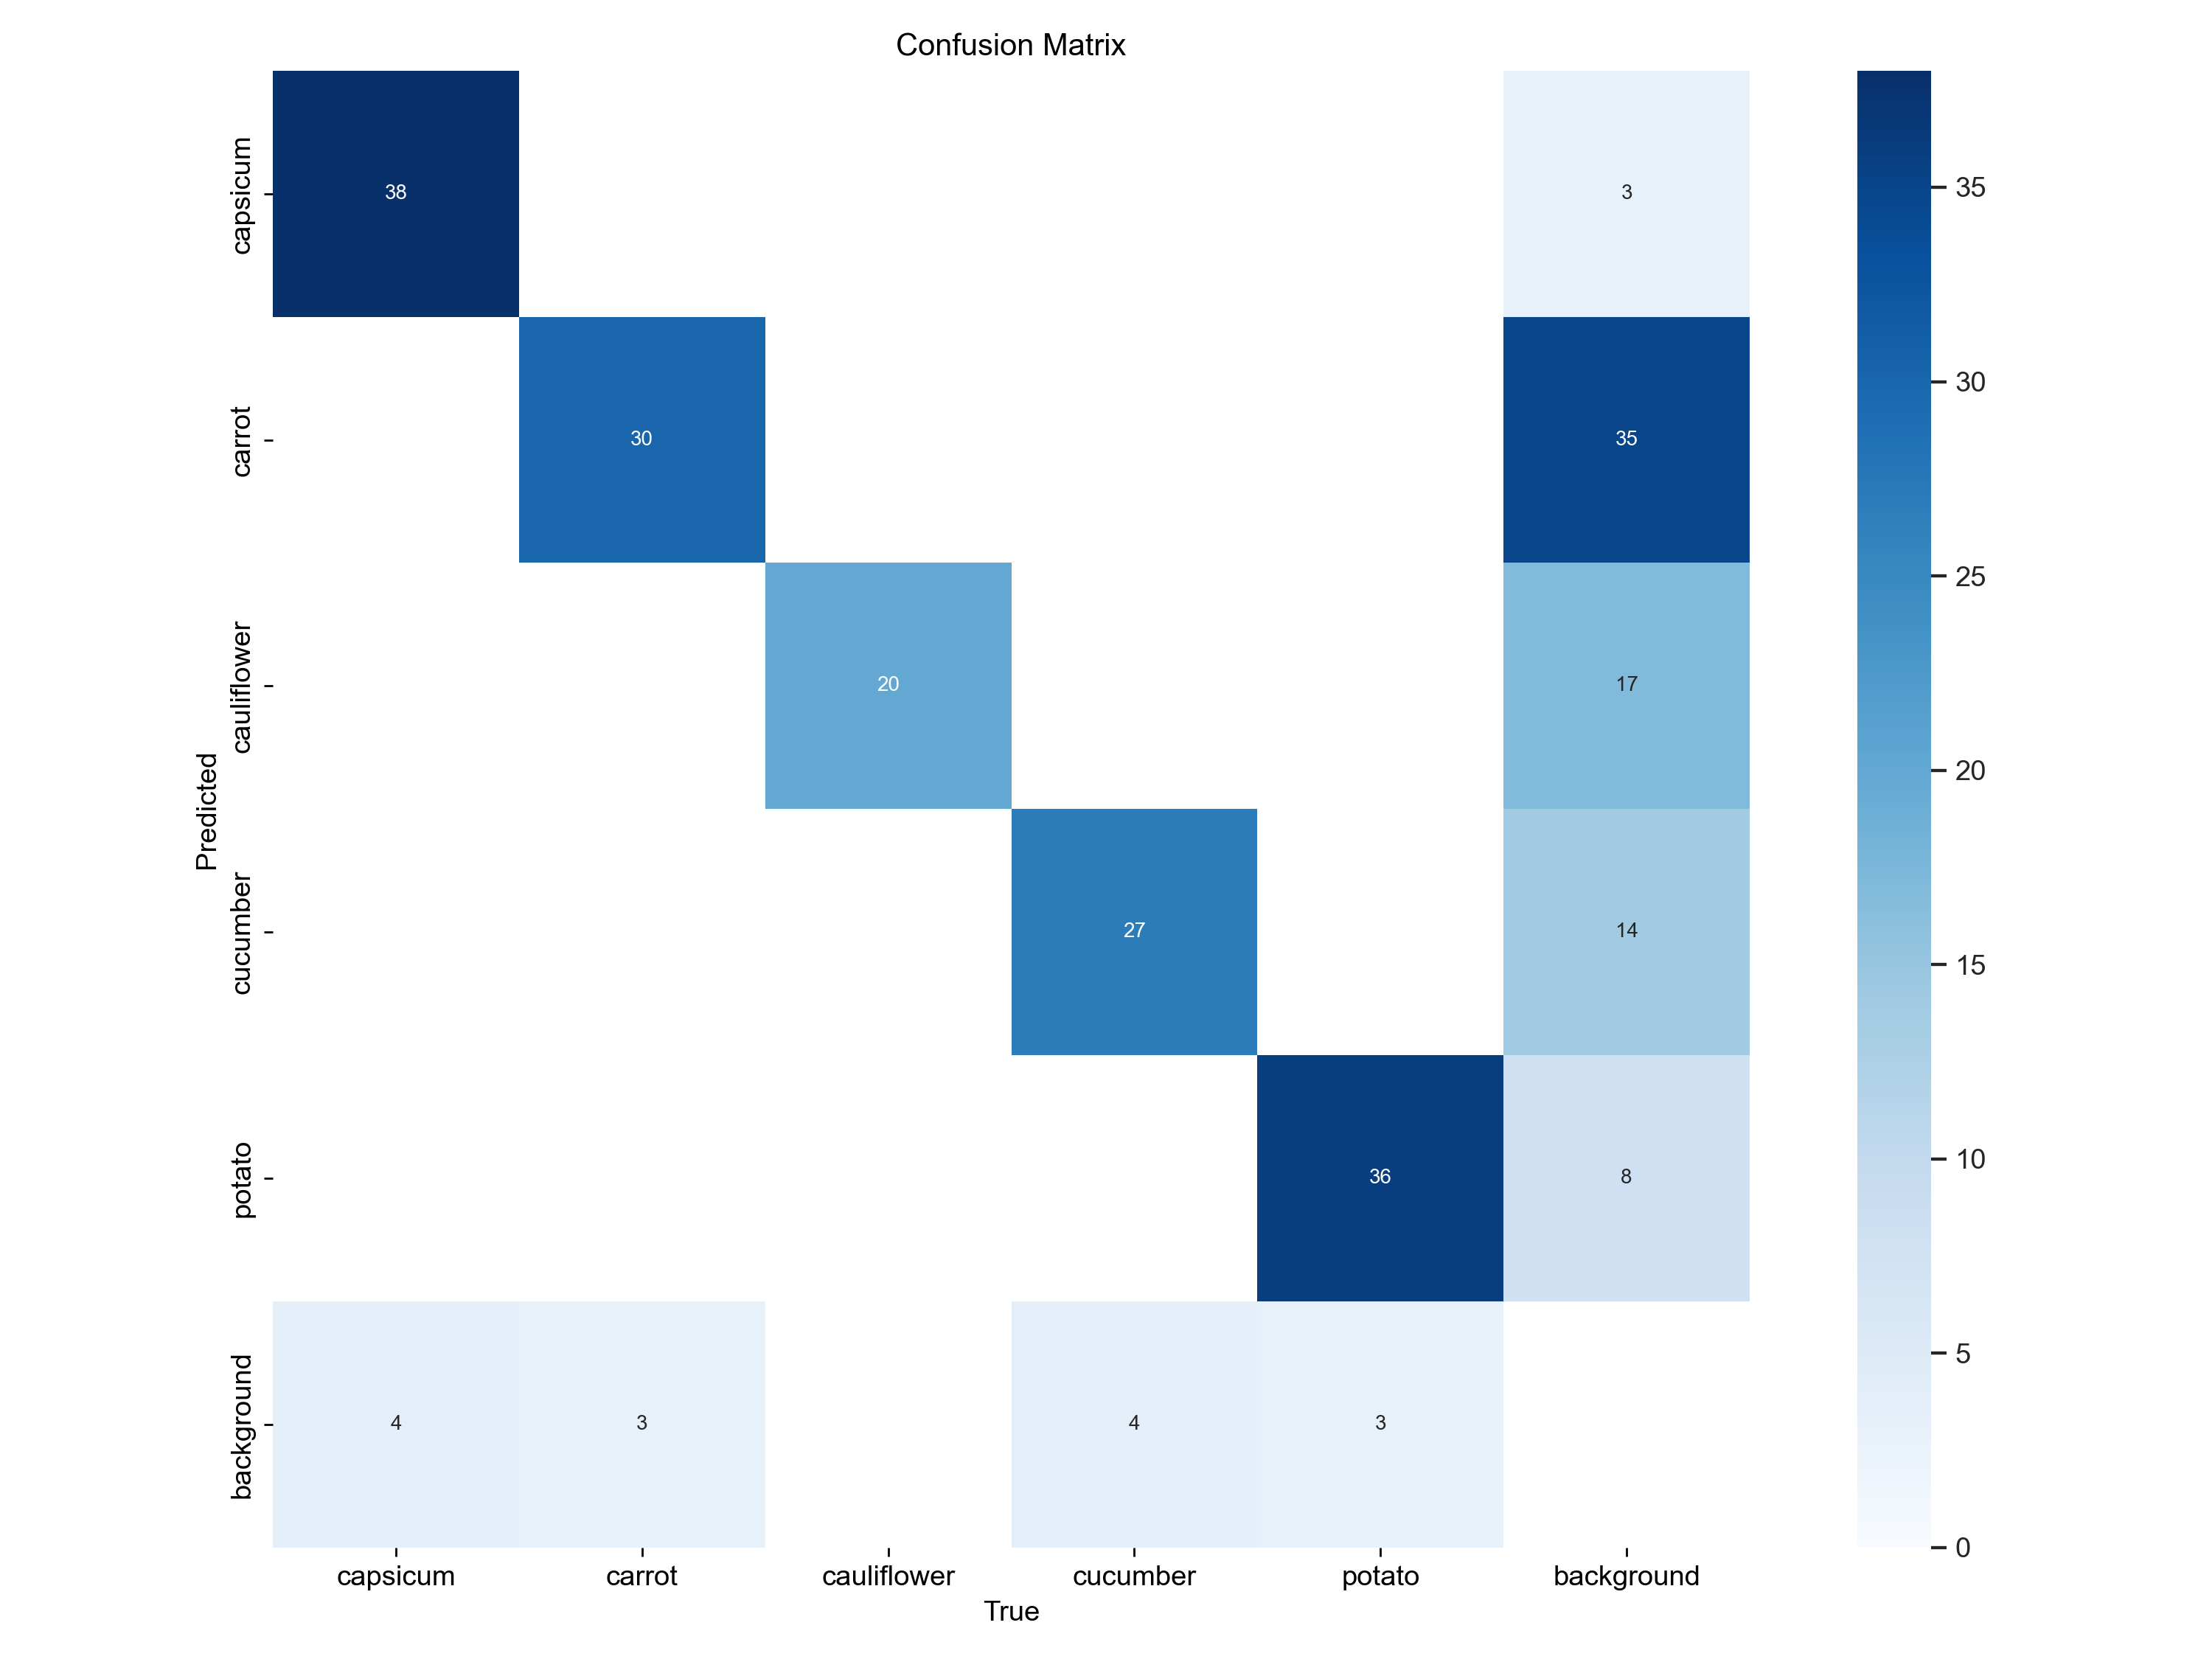 Confusion Matrix
capsicum
38
3
35
carrot
30
35
30
25
cauliflower
20
17
20
Predicted
cucumber
27
14
15
potato
36
8
10
background
4
3
4
3
5
0
capsicum
carrot
cauliflower
cucumber
potato
background
True